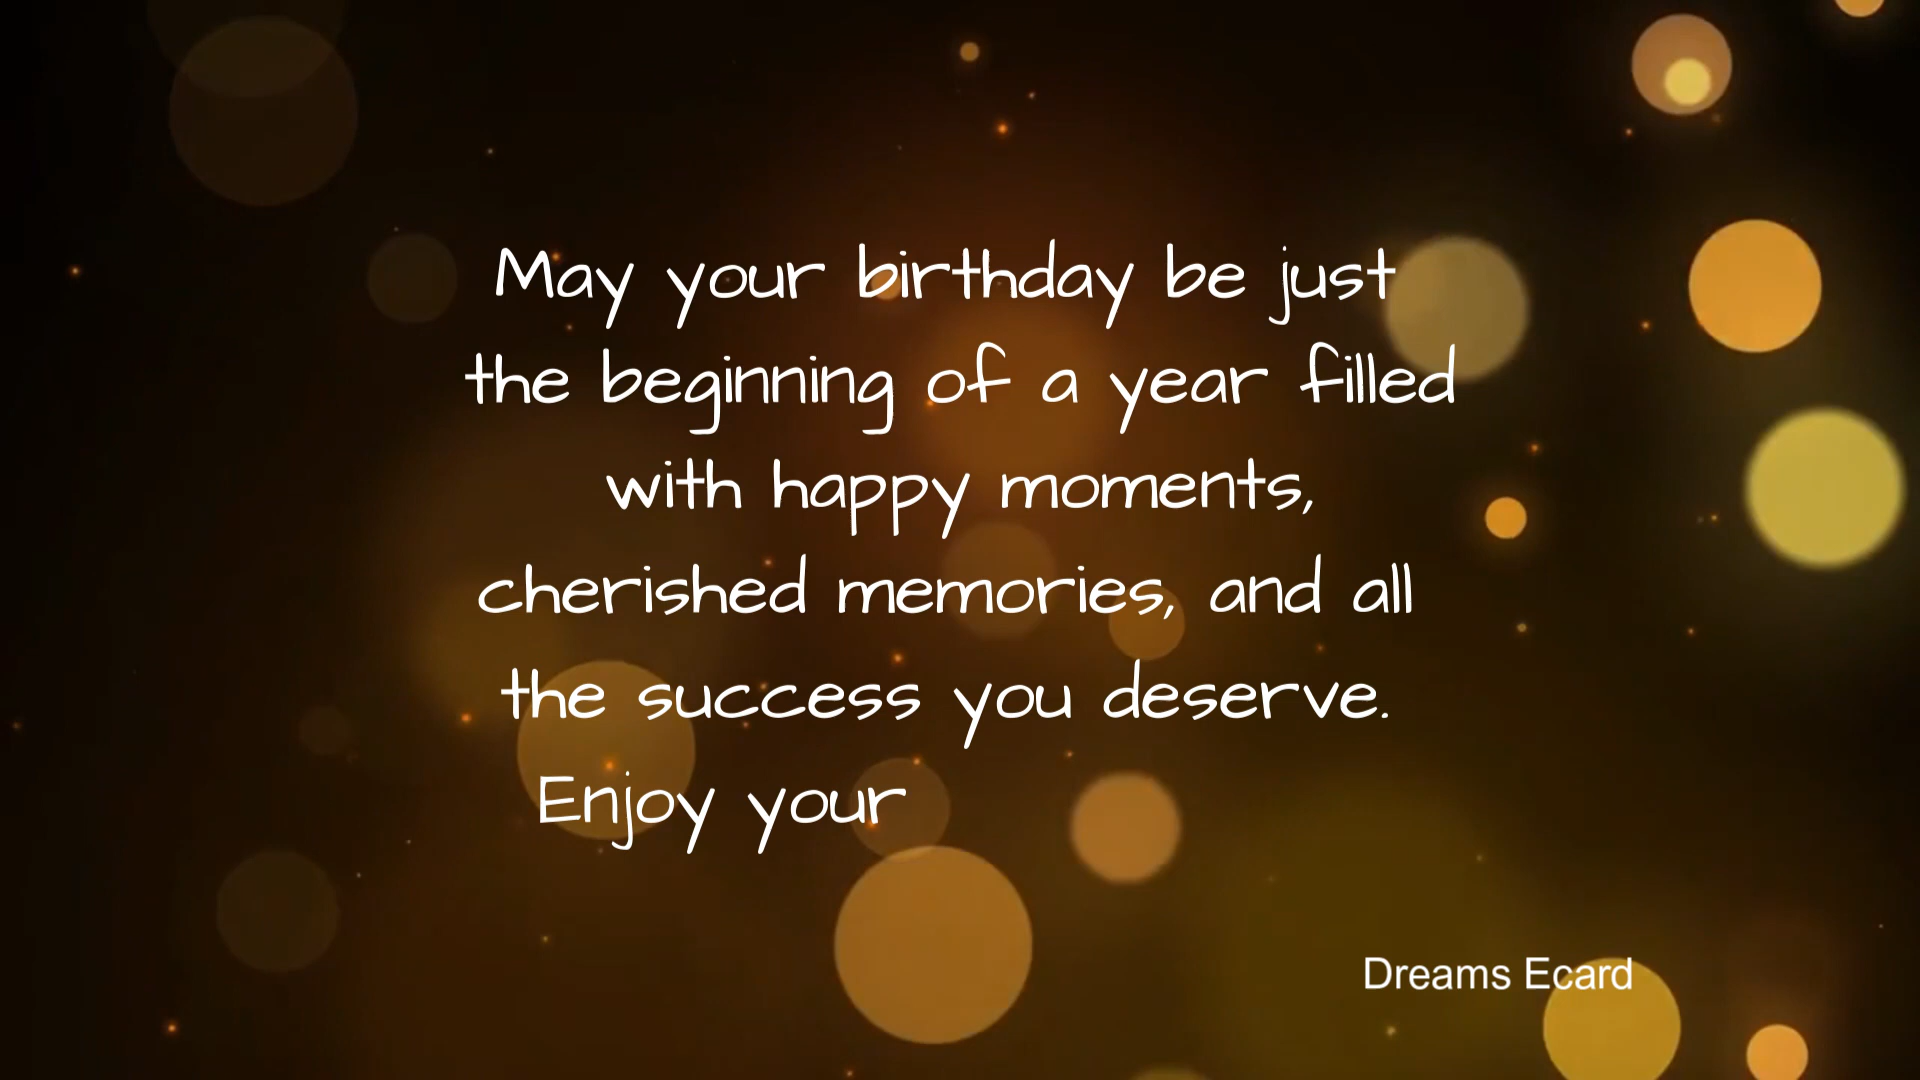 May your birthday be just
the beginning of a year filled
with happy moments,
cherished memories, and all
the success you deserve.
Enjoy your
Dreams Ecard